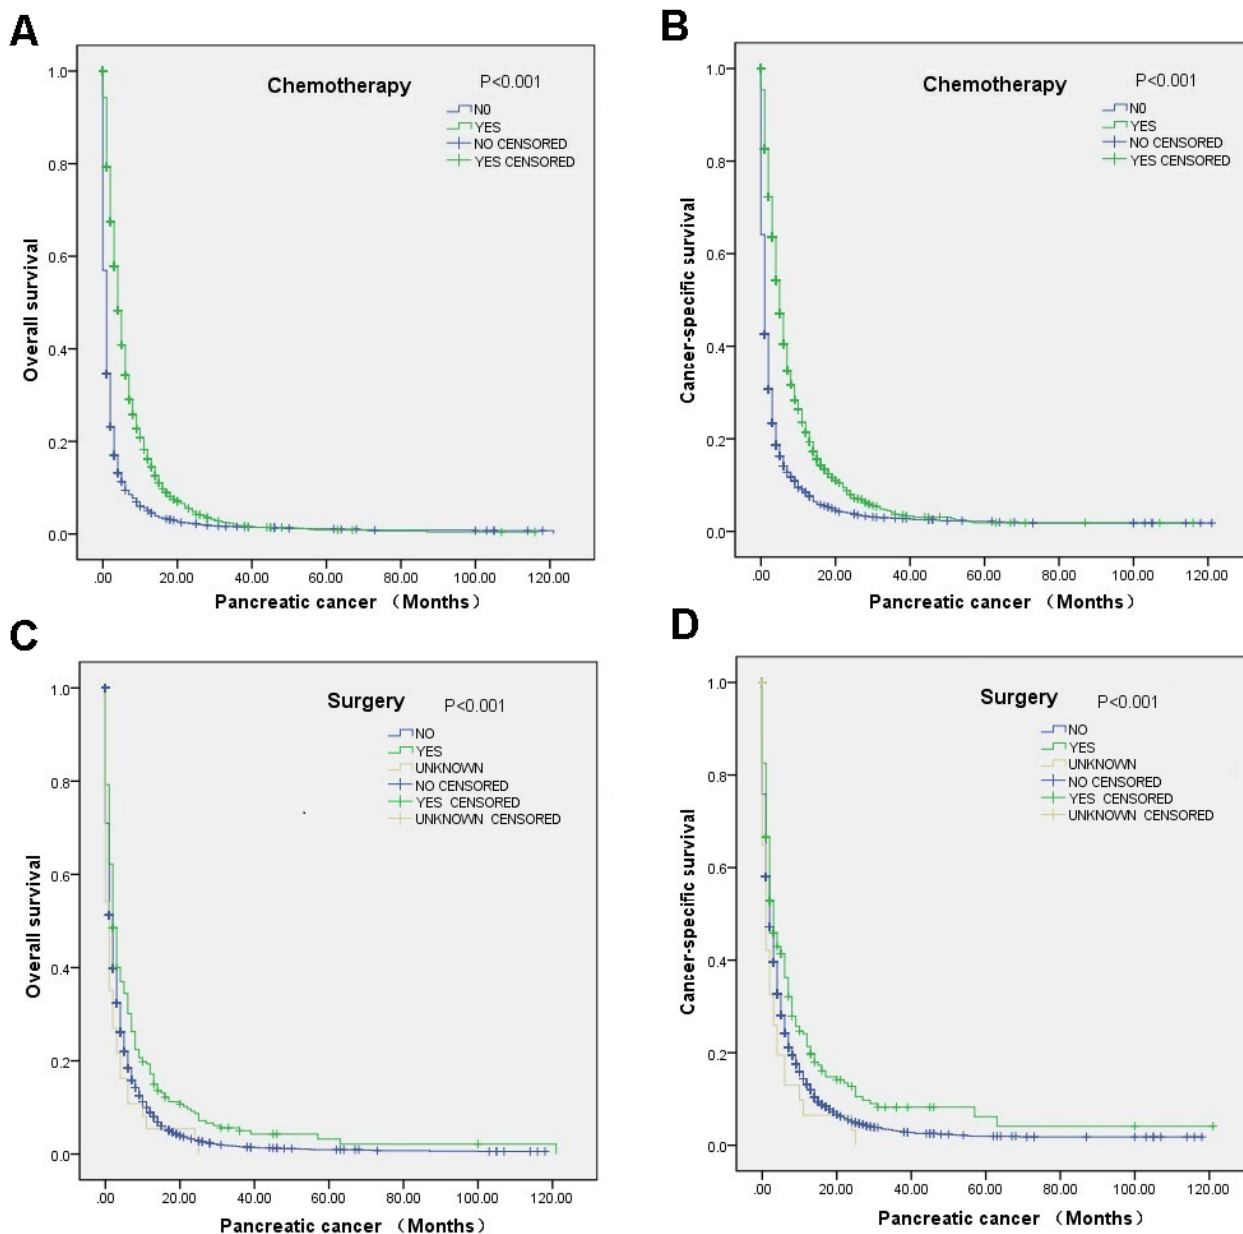 A
Chemotherapy
P<0.001
N0
YES
NO CENSORED
YES CENSORED
Overall survival
1.0
0.8
0.6
0.4
0.2
0.0
.00 20.00 40.00 60.00 80.00 100.00 120.00
Pancreatic cancer （Months）
B
Chemotherapy
P<0.001
N0
YES
NO CENSORED
YES CENSORED
Cancer-specific survival
1.0
0.8
0.6
0.4
0.2
0.0
.00 20.00 40.00 60.00 80.00 100.00 120.00
Pancreatic cancer （Months）
C
Surgery
P<0.001
NO
YES
UNKNOWN
NO CENSORED
YES CENSORED
UNKNOWN CENSORED
Overall survival
1.0
0.8
0.6
0.4
0.2
0.0
.00 20.00 40.00 60.00 80.00 100.00 120.00
Pancreatic cancer （Months）
D
Surgery
P<0.001
NO
YES
UNKNOWN
NO CENSORED
YES CENSORED
UNKNOWN CENSORED
Cancer-specific survival
1.0
0.8
0.6
0.4
0.2
0.0
.00 20.00 40.00 60.00 80.00 100.00 120.00
Pancreatic cancer （Months）